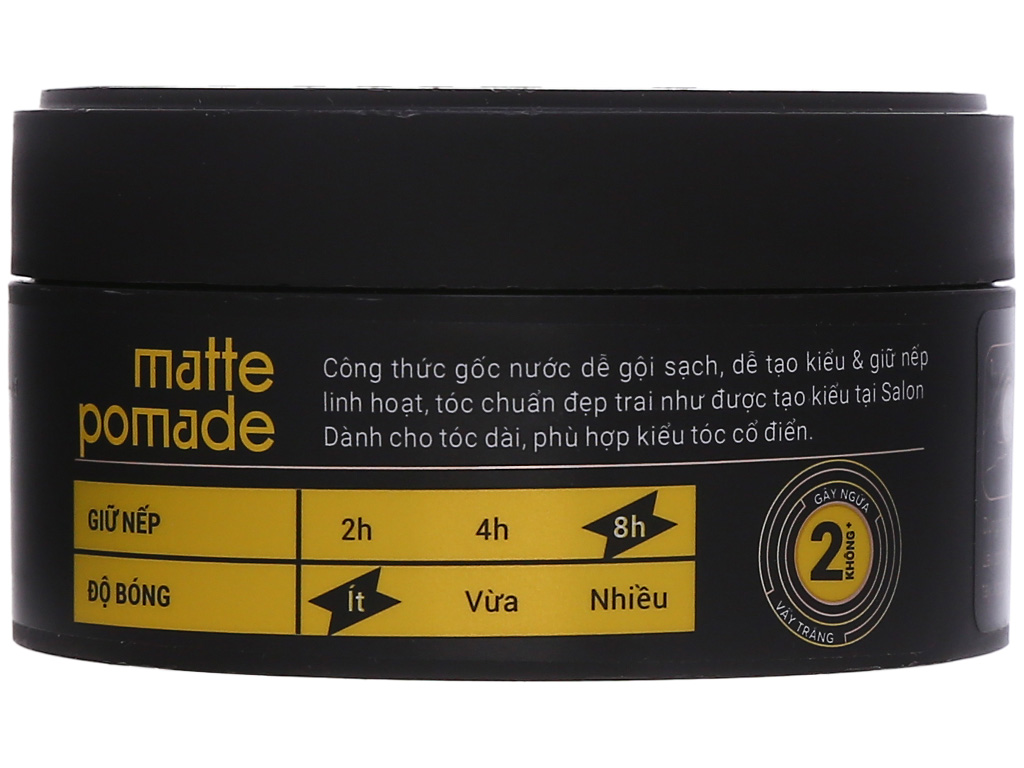 matte
pomade
Công thức gốc nước dễ gội sạch, dễ tạo kiểu & giữ nếp
linh hoạt, tóc chuẩn đẹp trai như được tạo kiểu tại Salon
Dành cho tóc dài, phù hợp kiểu tóc cổ điển.
GIỮ NẾP 2h 4h 8h
ĐỘ BÓNG Ít Vừa Nhiều
GÂY NGỨA
2 KHÔNG+
VẨY TRẮNG